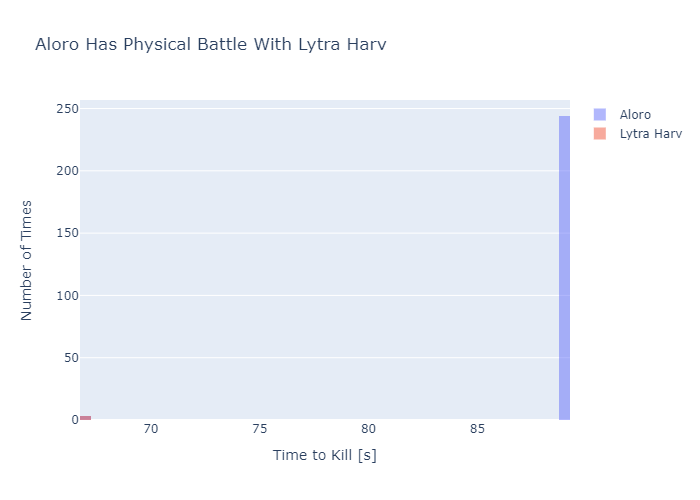 Aloro Has Physical Battle With Lytra Harv
250
200
150
100
50
0
70
75
80
85
Number of Times
Time to Kill [s]
Aloro
Lytra Harv